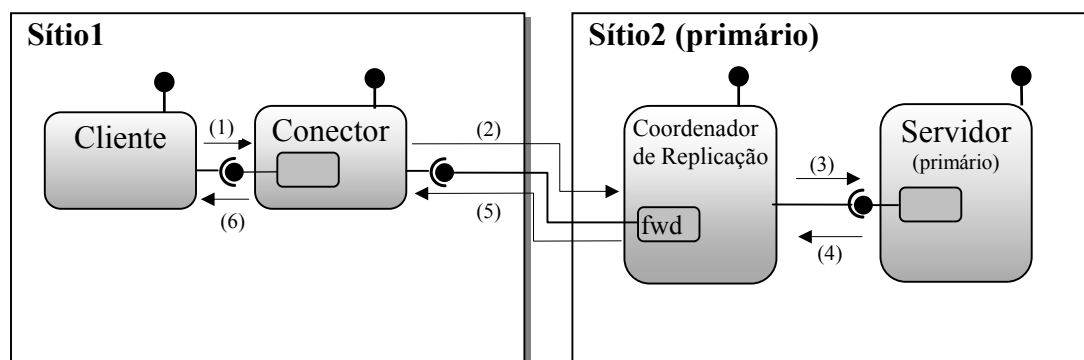 Sítio1
Sítio2 (primário)
Cliente
(1)
Conector
(2)
Coordenador
de Replicação
(3)
Servidor
(primário)
(6)
(5)
fwd
(4)